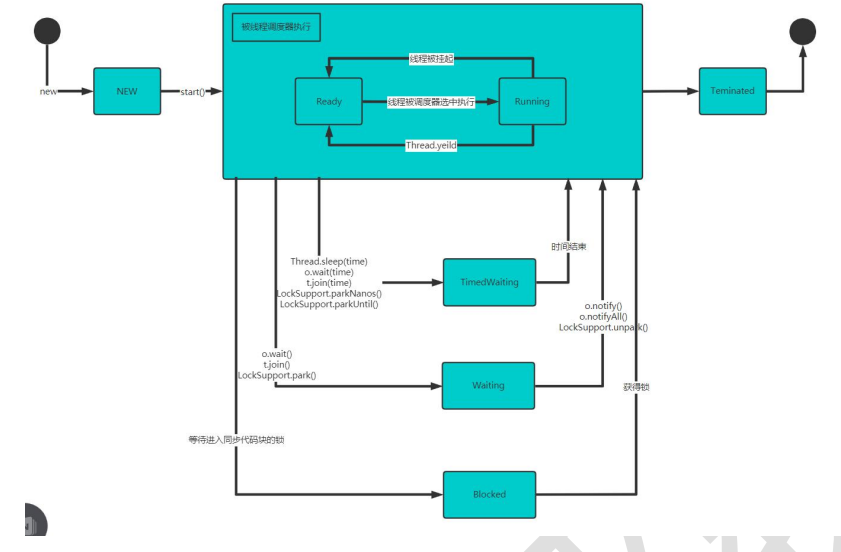 被线程调度器执行
线程被挂起
new
NEW
start()
Ready
线程被调度器选中执行
Running
Teminated
Thread.yeild
时间结束
Thread.sleep(time)
o.wait(time)
t.join(time)
LockSupport.parkNanos()
LockSupport.parkUntil()
TimedWaiting
o.notify()
o.notifyAll()
LockSupport.unpark()
o.wait()
t.join()
LockSupport.park()
Waiting
获得锁
等待进入同步代码块的锁
Blocked